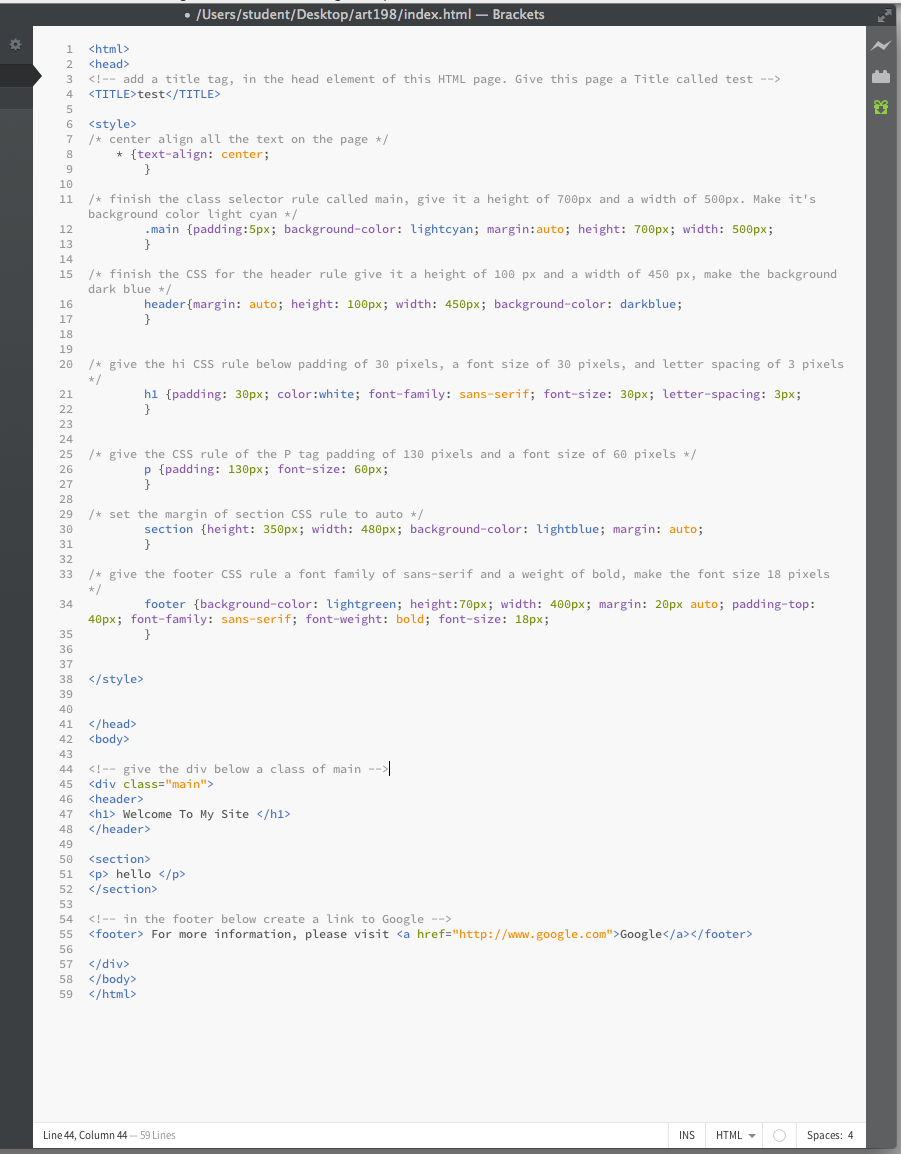 • /Users/student/Desktop/art198/index.html — Brackets
1 <html>
2 <head>
3 <!-- add a title tag, in the head element of this HTML page. Give this page a Title called test -->
4 <TITLE>test</TITLE>
5
6 <style>
7 /* center align all the text on the page */
8     * {text-align: center;
9         }
10
11 /* finish the class selector rule called main, give it a height of 700px and a width of 500px. Make it's
background color light cyan */
12         .main {padding:5px; background-color: lightcyan; margin:auto; height: 700px; width: 500px;
13         }
14
15 /* finish the CSS for the header rule give it a height of 100 px and a width of 450 px, make the background
dark blue */
16         header{margin: auto; height: 100px; width: 450px; background-color: darkblue;
17         }
18
19
20 /* give the hi CSS rule below padding of 30 pixels, a font size of 30 pixels, and letter spacing of 3 pixels
*/
21         h1 {padding: 30px; color:white; font-family: sans-serif; font-size: 30px; letter-spacing: 3px;
22         }
23
24
25 /* give the CSS rule of the P tag padding of 130 pixels and a font size of 60 pixels */
26         p {padding: 130px; font-size: 60px;
27         }
28
29 /* set the margin of section CSS rule to auto */
30         section {height: 350px; width: 480px; background-color: lightblue; margin: auto;
31         }
32
33 /* give the footer CSS rule a font family of sans-serif and a weight of bold, make the font size 18 pixels
*/
34         footer {background-color: lightgreen; height:70px; width: 400px; margin: 20px auto; padding-top:
40px; font-family: sans-serif; font-weight: bold; font-size: 18px;
35         }
36
37
38 </style>
39
40
41 </head>
42 <body>
43
44 <!-- give the div below a class of main -->
45 <div class="main">
46 <header>
47 <h1> Welcome To My Site </h1>
48 </header>
49
50 <section>
51 <p> hello </p>
52 </section>
53
54 <!-- in the footer below create a link to Google -->
55 <footer> For more information, please visit <a href="http://www.google.com">Google</a></footer>
56
57 </div>
58 </body>
59 </html>
Line 44, Column 44 — 59 Lines INS HTML Spaces: 4